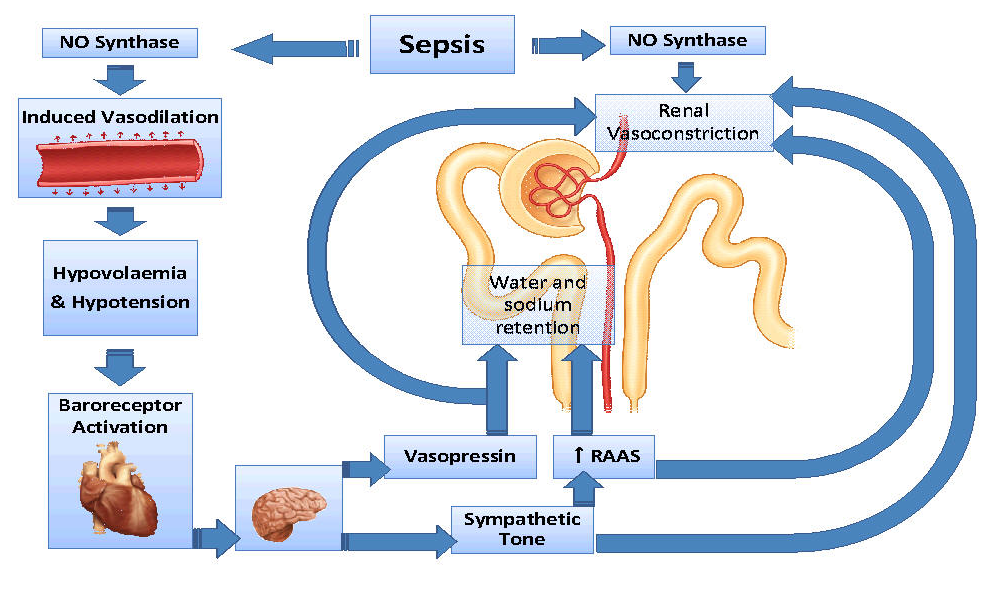 Sepsis
NO Synthase
NO Synthase
Induced Vasodilation
Renal
Vasoconstriction
Hypovolaemia
& Hypotension
Water and
sodium
retention
Baroreceptor
Activation
Vasopressin
↑ RAAS
Sympathetic
Tone